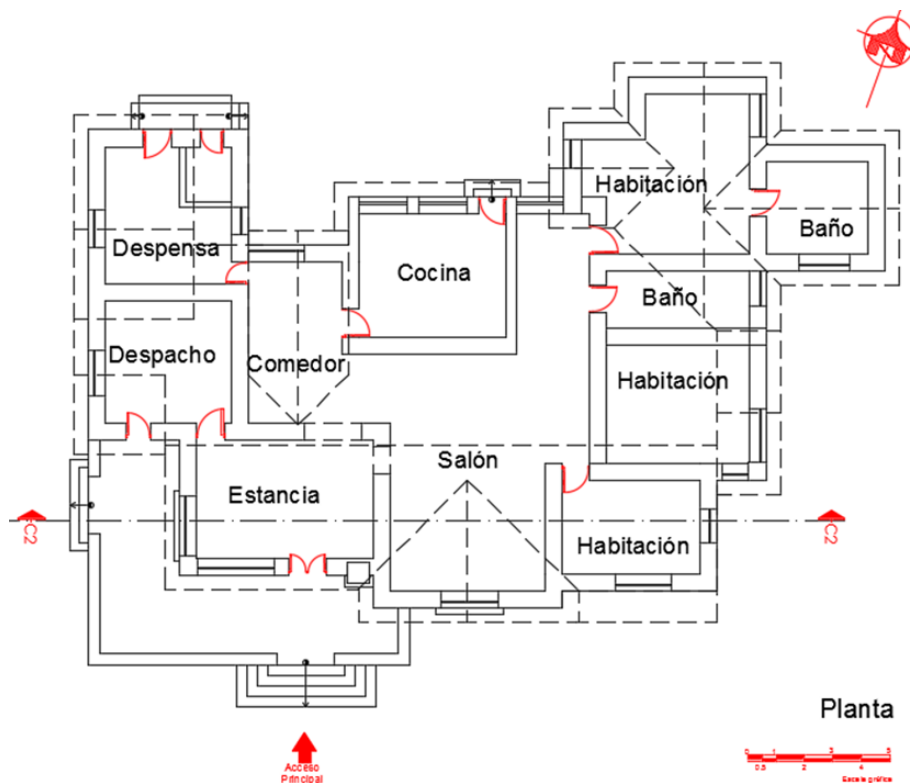 Habitación
Baño
Despensa
Cocina
Baño
Despacho
Comedor
Habitación
Salón
Estancia
C2
C2
Habitación
Planta
Acceso
Principal
0 1 3 5
0.5 2 4
Escala gráfica